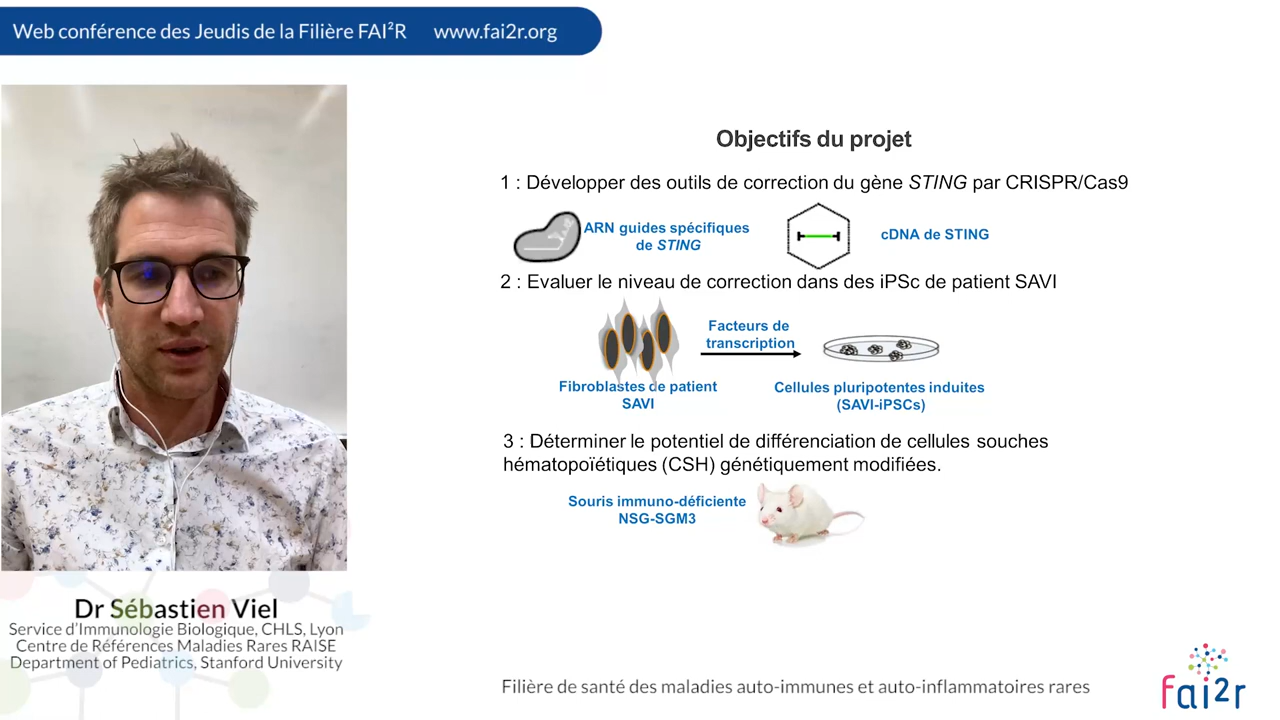 Web conférence des Jeudis de la Filière FAI²R www.fai2r.org
Objectifs du projet
1 : Développer des outils de correction du gène STING par CRISPR/Cas9
ARN guides spécifiques
de STING
cDNA de STING
2 : Evaluer le niveau de correction dans des iPSc de patient SAVI
Facteurs de
transcription
Fibroblastes de patient
SAVI
Cellules pluripotentes induites
(SAVI-iPSCs)
3 : Déterminer le potentiel de différenciation de cellules souches
hématopoïétiques (CSH) génétiquement modifiées.
Souris immuno-déficiente
NSG-SGM3
Dr Sébastien Viel
Service d'Immunologie Biologique, CHLS, Lyon
Centre de Références Maladies Rares RAISE
Department of Pediatrics, Stanford University
Filière de santé des maladies auto-immunes et auto-inflammatoires rares
fai2r